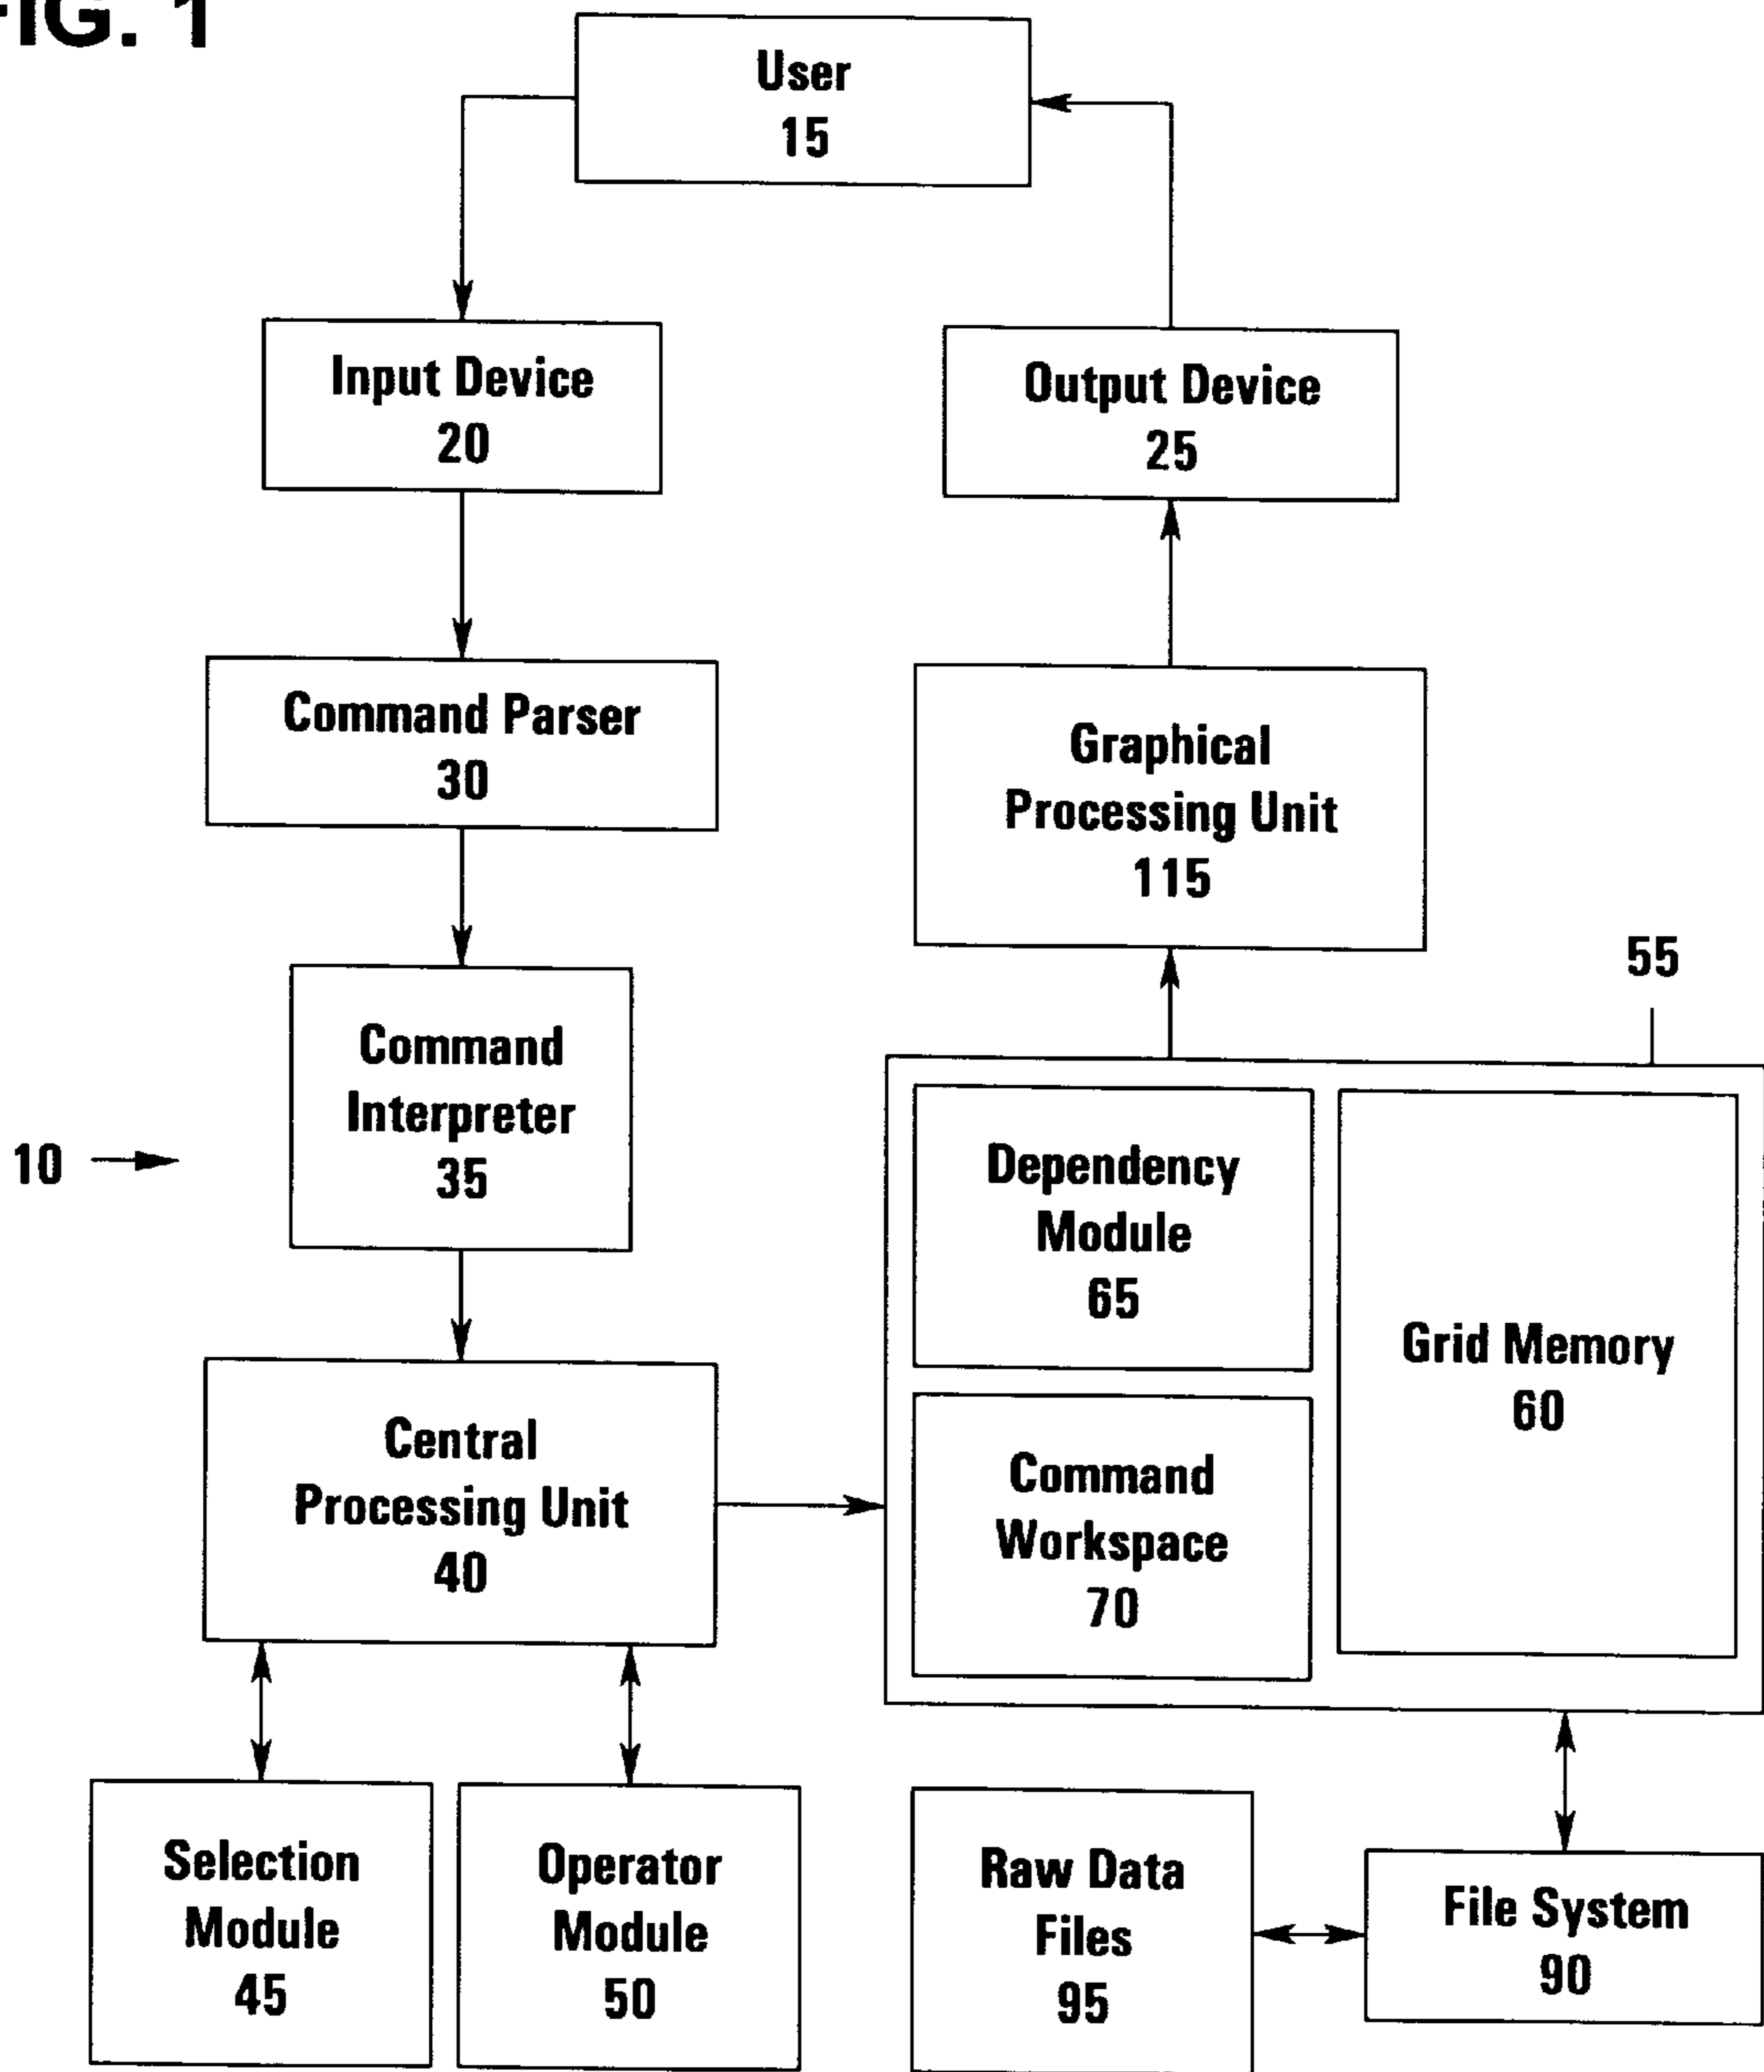 FIG. 1
User
15
Input Device
20
Output Device
25
Command Parser
30
Graphical
Processing Unit
115
55
Command
Interpreter
35
10
Dependency
Module
65
Grid Memory
60
Central
Processing Unit
40
Command
Workspace
70
Selection
Module
45
Operator
Module
50
Raw Data
Files
95
File System
90